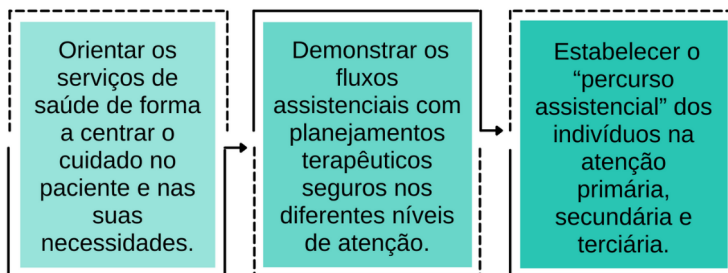 Orientar os
serviços de
saúde de forma
a centrar o
cuidado no
paciente e nas
suas
necessidades.
Demonstrar os
fluxos
assistenciais com
planejamentos
terapêuticos
seguros nos
diferentes níveis
de atenção.
Estabelecer o
“percurso
assistencial” dos
indivíduos na
atenção
primária,
secundária e
terciária.